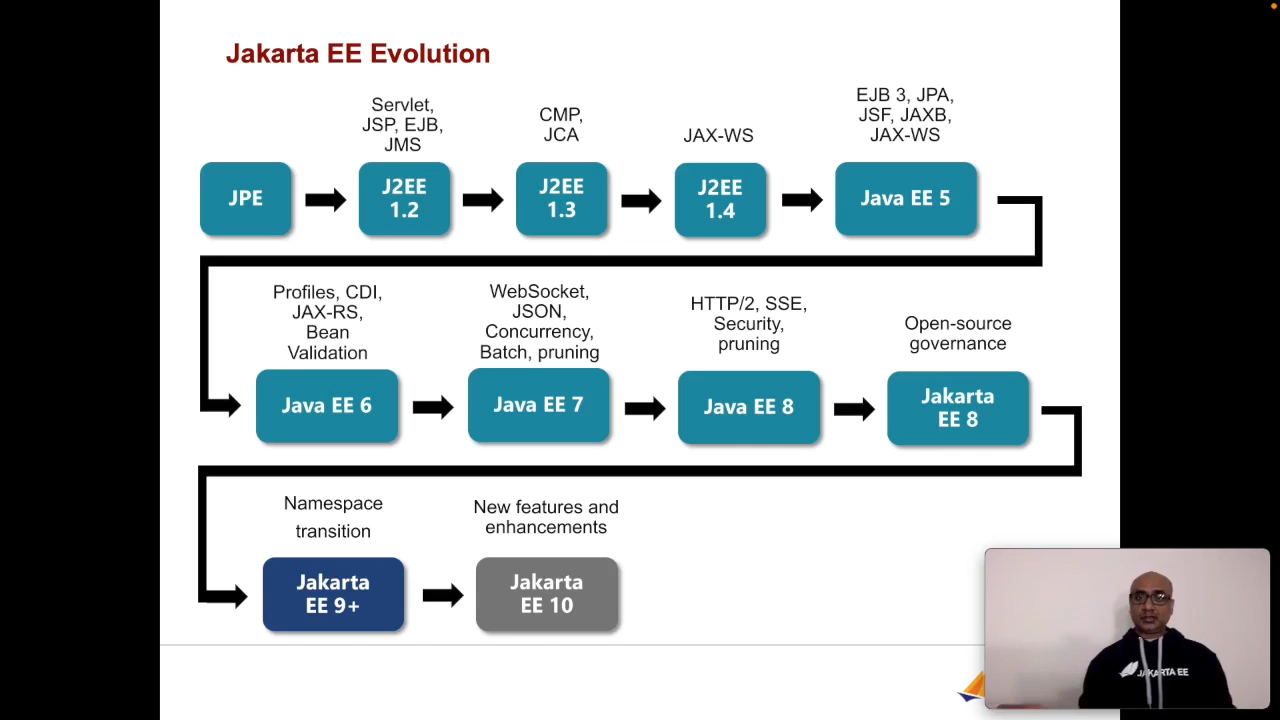 Jakarta EE Evolution
Servlet,
JSP, EJB,
JMS
CMP,
JCA
JAX-WS
EJB 3, JPA,
JSF, JAXB,
JAX-WS
JPE
J2EE
1.2
J2EE
1.3
J2EE
1.4
Java EE 5
Profiles, CDI,
JAX-RS,
Bean
Validation
WebSocket,
JSON,
Concurrency,
Batch, pruning
HTTP/2, SSE,
Security,
pruning
Open-source
governance
Java EE 6
Java EE 7
Java EE 8
Jakarta
EE 8
Namespace
transition
New features and
enhancements
Jakarta
EE 9+
Jakarta
EE 10
JAKARTA EE